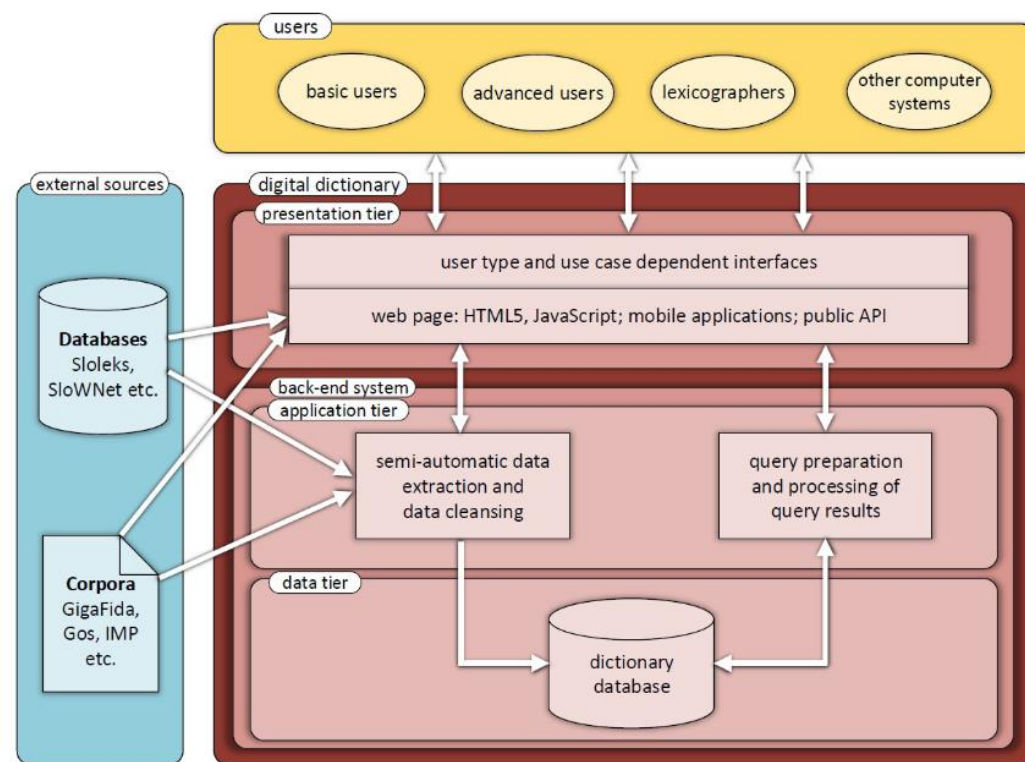 users
basic users
advanced users
lexicographers
other computer
systems
external sources
digital dictionary
presentation tier
user type and use case dependent interfaces
web page: HTML5, JavaScript; mobile applications; public API
Databases
Sloleks,
SloWNet etc.
back-end system
application tier
semi-automatic data
extraction and
data cleansing
query preparation
and processing of
query results
Corpora
GigaFida,
Gos, IMP
etc.
data tier
dictionary
database